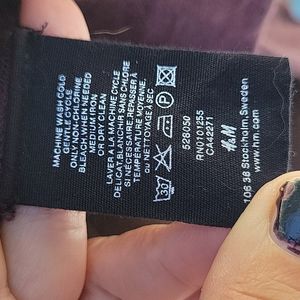 MACHINE WASH COLD
GENTLE CYCLE
ONLY NON-CHLORINE
BLEACH WHEN NEEDED
MEDIUM IRON
OR DRY CLEAN
LAVER A LA MACHINE CYCLE
DELICAT. BLANCHIR SANS CHLORE
SI NÉCESSAIRE, REPASSER À
TEMPÉRATURE MOYENNE
OU NETTOYAGE À SEC
30
528050
RN0101255
CA42271
H&M
106 38 Stockholm, Sweden
www.hm.com